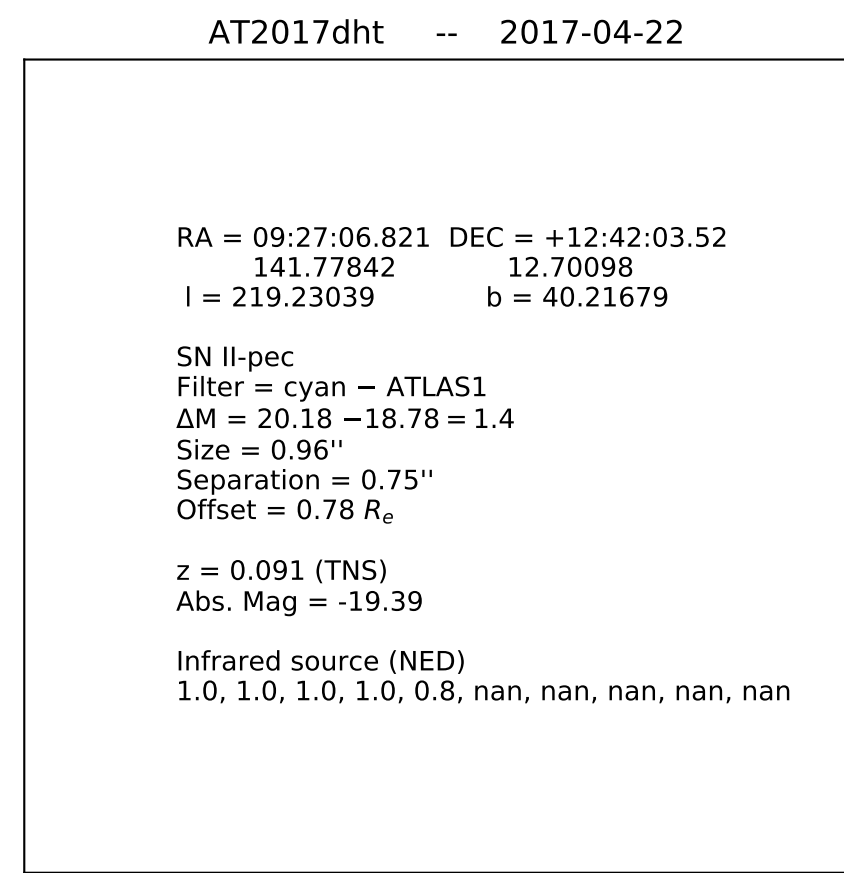 AT2017dht -- 2017-04-22
RA = 09:27:06.821 DEC = +12:42:03.52
141.77842 12.70098
l = 219.23039 b = 40.21679
SN II-pec
Filter = cyan − ATLAS1
ΔM = 20.18 −18.78 = 1.4
Size = 0.96''
Separation = 0.75''
Offset = 0.78 Rₑ
z = 0.091 (TNS)
Abs. Mag = -19.39
Infrared source (NED)
1.0, 1.0, 1.0, 1.0, 0.8, nan, nan, nan, nan, nan